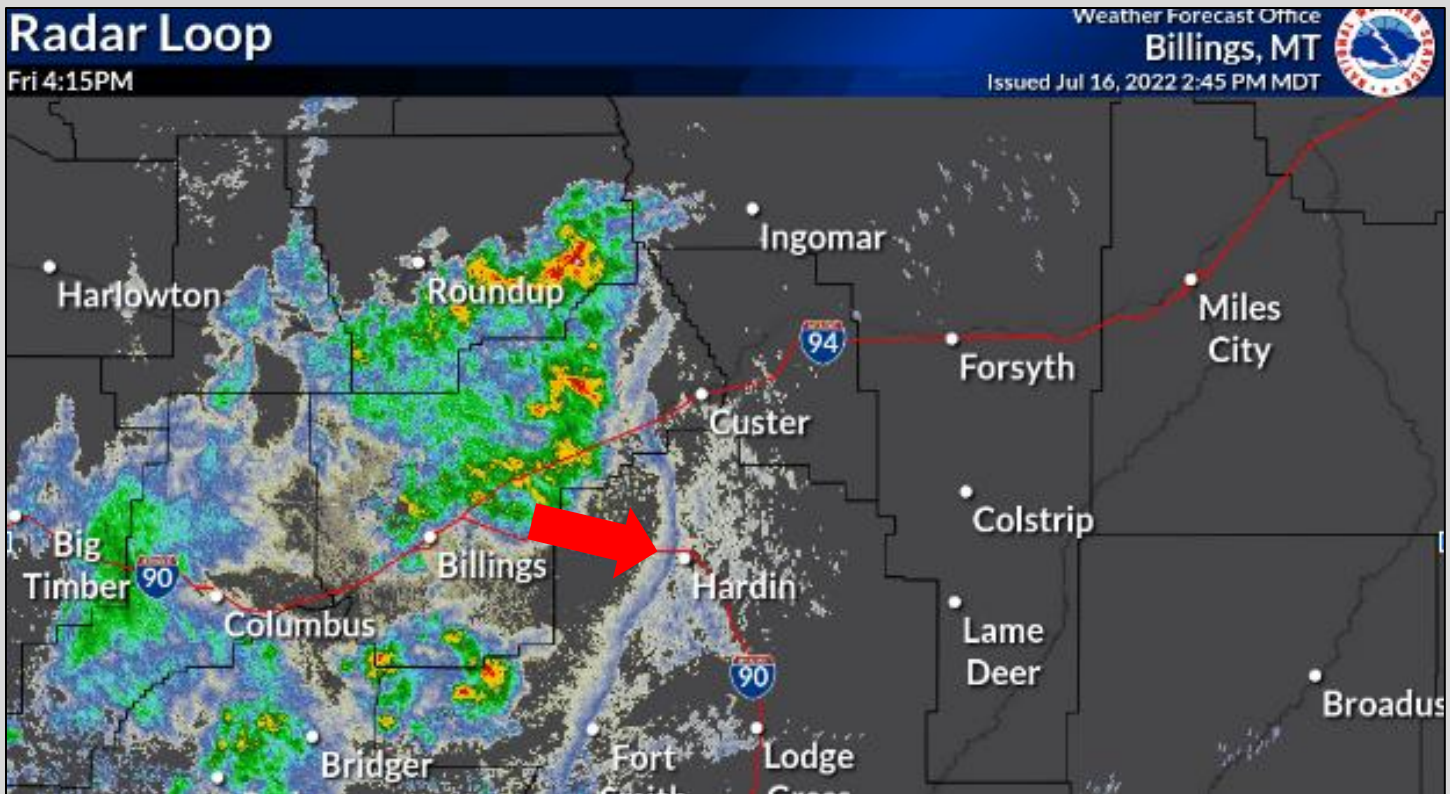 Radar Loop
Weather Forecast Office
Billings, MT
Fri 4:15PM
Issued Jul 16, 2022 2:45 PM MDT
Ingomar
Harlowton
Roundup
Miles
City
94
Forsyth
Custer
Colstrip
Big
Timber
90
Billings
Hardin
Columbus
Lame
Deer
90
Broadus
Bridger
Fort
Smith
Lodge
Grass